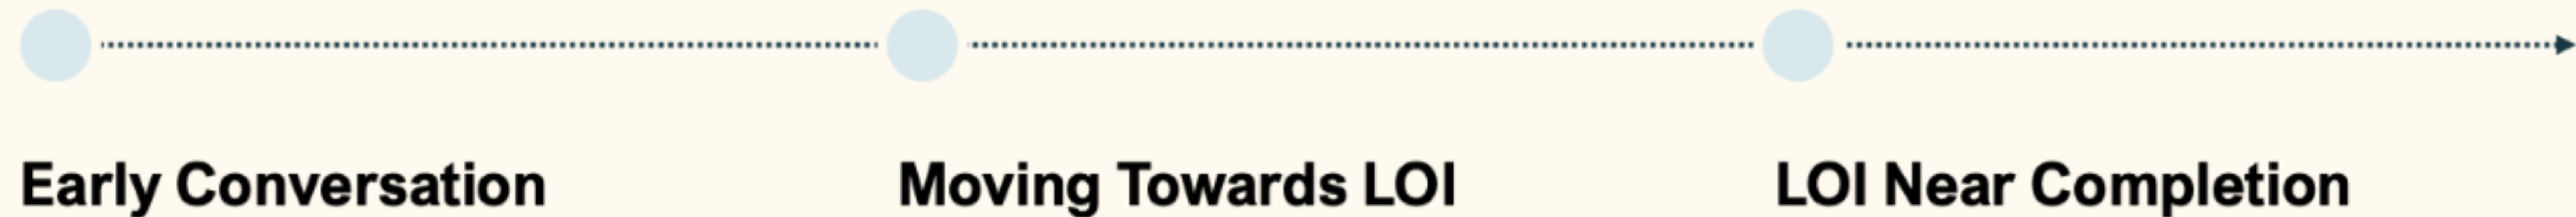 Early Conversation
Moving Towards LOI
LOI Near Completion